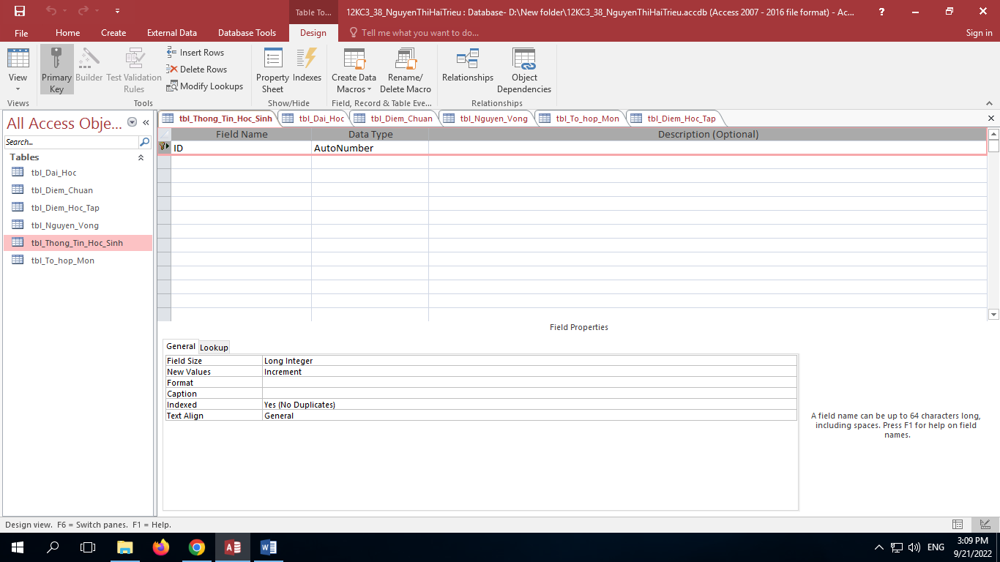 Table To...
12KC3_38_NguyenThiHaiTrieu : Database- D:\New folder\12KC3_38_NguyenThiHaiTrieu.accdb (Access 2007 - 2016 file format) - Ac...
?
File Home Create External Data Database Tools Design Tell me what you want to do... Sign in
View
Primary Key
Builder
Test Validation Rules
Insert Rows
Delete Rows
Modify Lookups
Property Sheet
Indexes
Create Data Macros
Rename/ Delete Macro
Relationships
Object Dependencies
Views Tools Show/Hide Field, Record & Table Eve... Relationships
All Access Obje...
Search...
Tables
tbl_Dai_Hoc
tbl_Diem_Chuan
tbl_Diem_Hoc_Tap
tbl_Nguyen_Vong
tbl_Thong_Tin_Hoc_Sinh
tbl_To_hop_Mon
tbl_Thong_Tin_Hoc_Sinh tbl_Dai_Hoc tbl_Diem_Chuan tbl_Nguyen_Vong tbl_To_hop_Mon tbl_Diem_Hoc_Tap
Field Name Data Type Description (Optional)
ID AutoNumber
Field Properties
General Lookup
Field Size Long Integer
New Values Increment
Format
Caption
Indexed Yes (No Duplicates)
Text Align General
A field name can be up to 64 characters long,
including spaces. Press F1 for help on field
names.
Design view. F6 = Switch panes. F1 = Help.
ENG
3:09 PM
9/21/2022